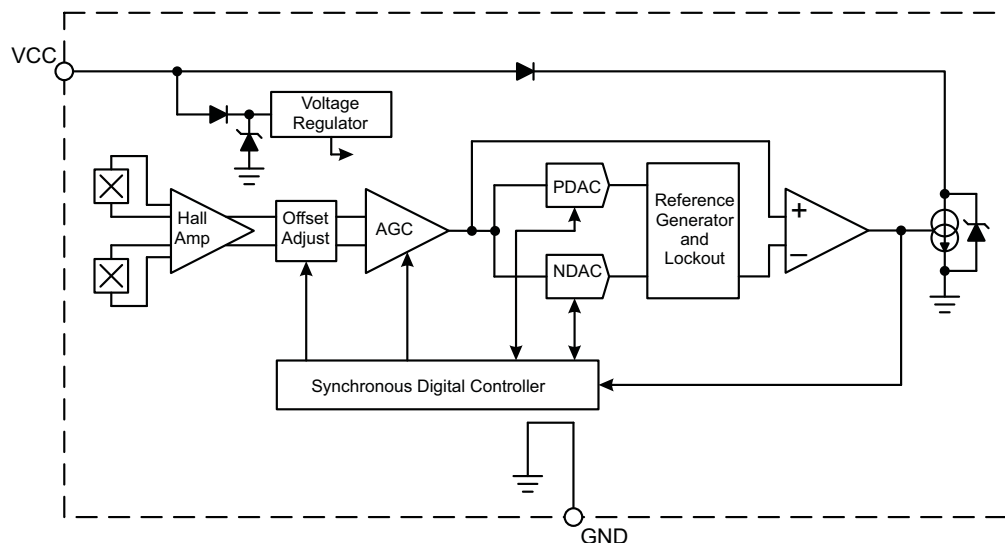 VCC
Voltage
Regulator
Hall
Amp
Offset
Adjust
AGC
PDAC
NDAC
Reference
Generator
and
Lockout
+
–
Synchronous Digital Controller
GND